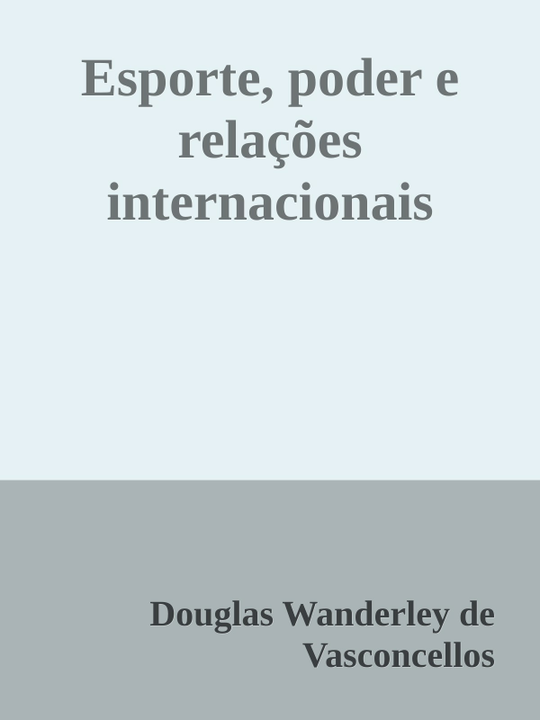 Esporte, poder e
relações
internacionais
Douglas Wanderley de
Vasconcellos